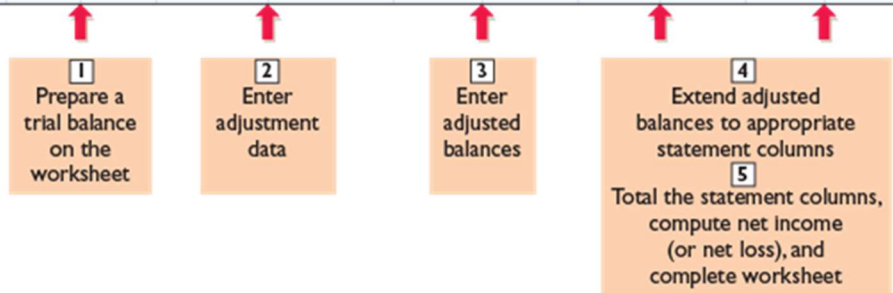 1
Prepare a
trial balance
on the
worksheet
2
Enter
adjustment
data
3
Enter
adjusted
balances
4
Extend adjusted
balances to appropriate
statement columns
5
Total the statement columns,
compute net income
(or net loss), and
complete worksheet